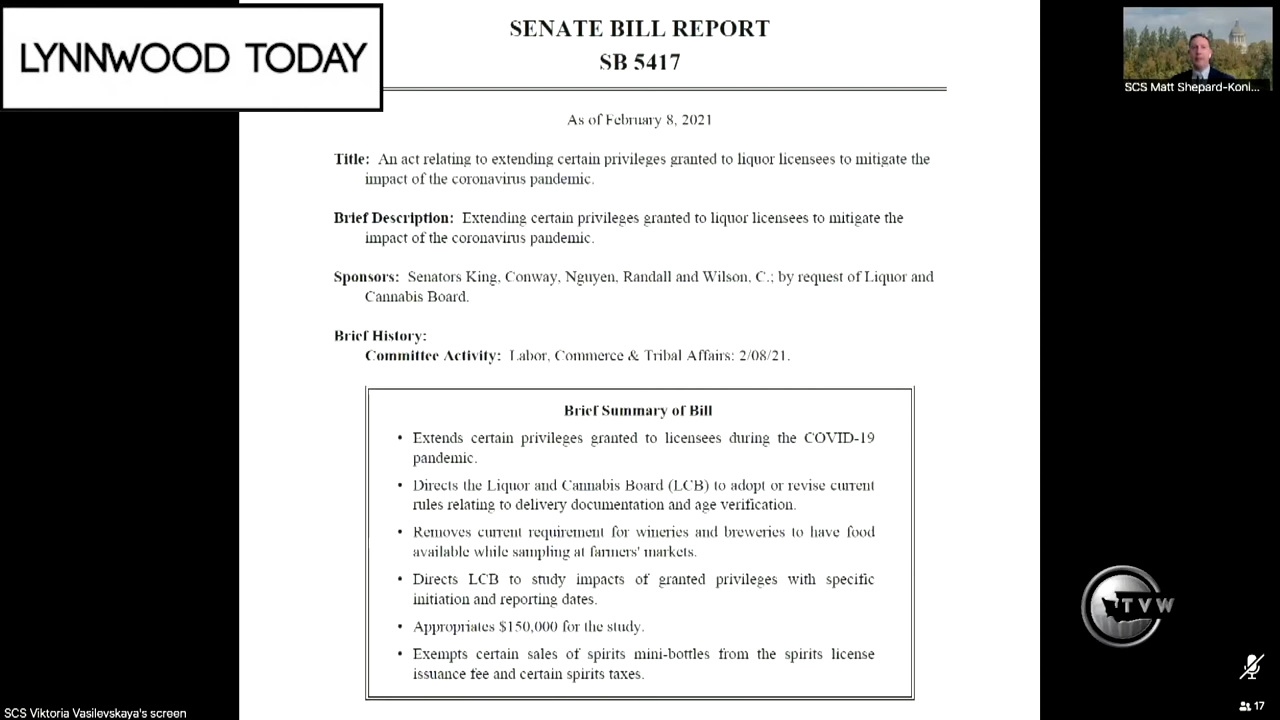 LYNNWOOD TODAY
SENATE BILL REPORT
SB 5417
As of February 8, 2021
Title: An act relating to extending certain privileges granted to liquor licensees to mitigate the
impact of the coronavirus pandemic.
Brief Description: Extending certain privileges granted to liquor licensees to mitigate the
impact of the coronavirus pandemic.
Sponsors: Senators King, Conway, Nguyen, Randall and Wilson, C.; by request of Liquor and
Cannabis Board.
Brief History:
Committee Activity: Labor, Commerce & Tribal Affairs: 2/08/21.
Brief Summary of Bill
• Extends certain privileges granted to licensees during the COVID-19
pandemic.
• Directs the Liquor and Cannabis Board (LCB) to adopt or revise current
rules relating to delivery documentation and age verification.
• Removes current requirement for wineries and breweries to have food
available while sampling at farmers' markets.
• Directs LCB to study impacts of granted privileges with specific
initiation and reporting dates.
• Appropriates $150,000 for the study.
• Exempts certain sales of spirits mini-bottles from the spirits license
issuance fee and certain spirits taxes.
SCS Matt Shepard-Koni...
TVW
17
SCS Viktoria Vasilevskaya's screen